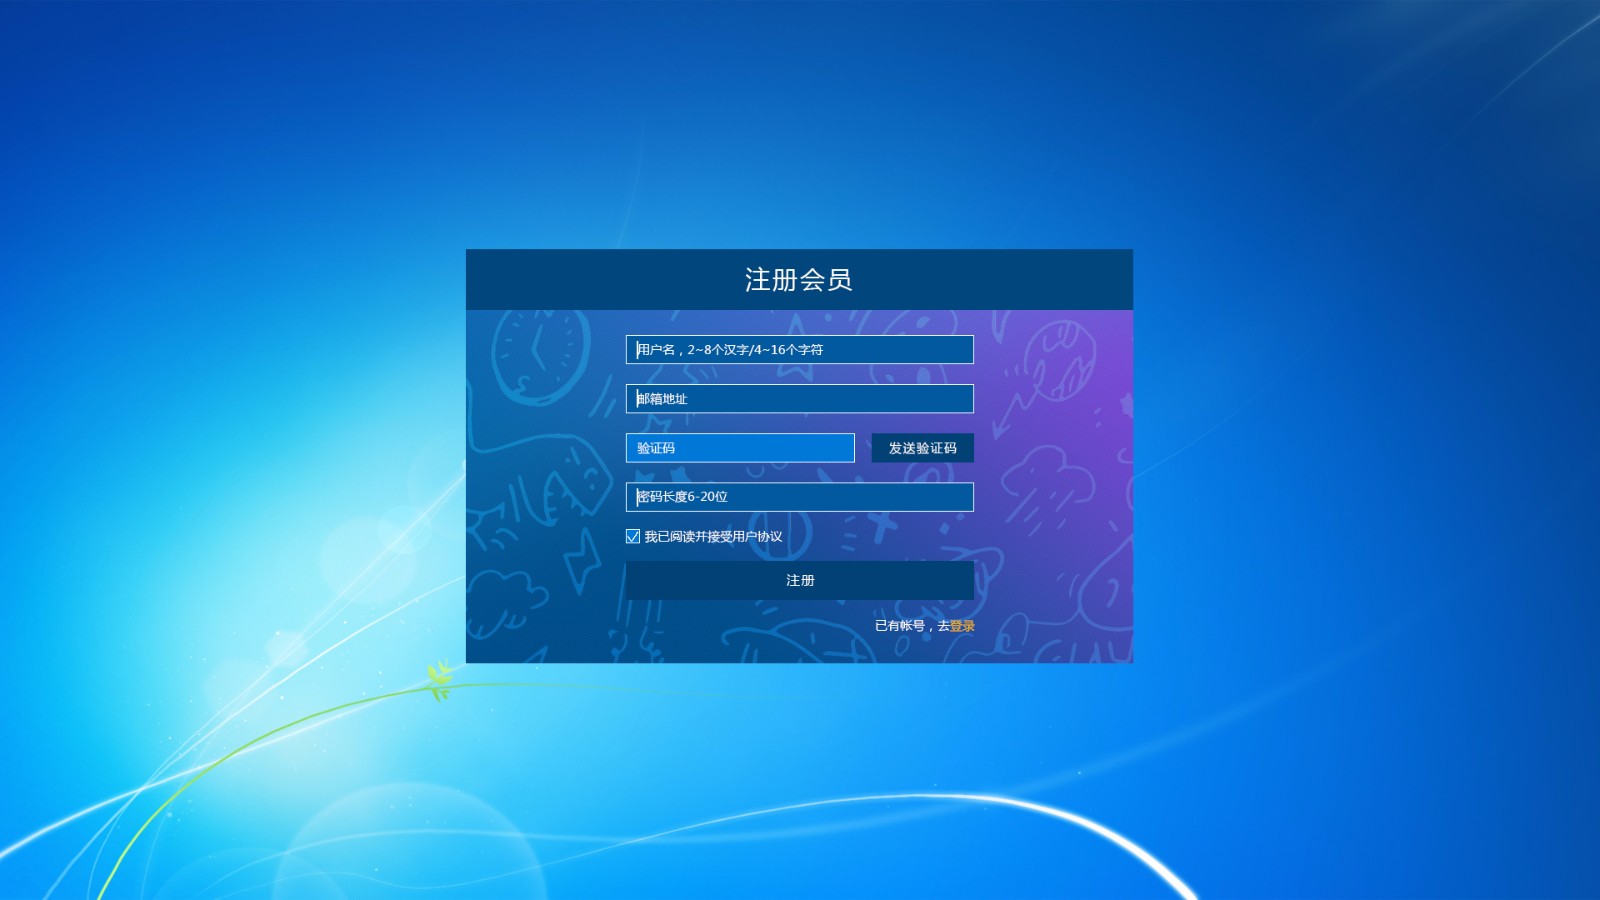 注册会员
用户名，2~8个汉字/4~16个字符
邮箱地址
验证码 发送验证码
密码长度6-20位
我已阅读并接受用户协议
注册
已有帐号，去登录